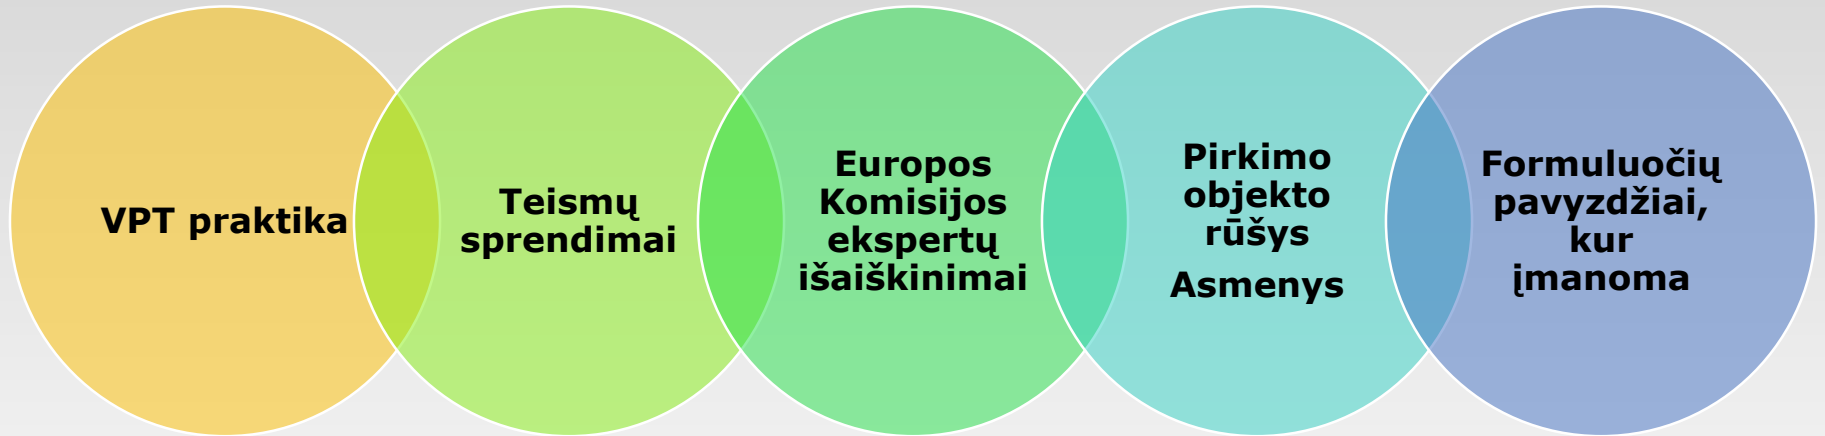 VPT praktika
Teismų
sprendimai
Europos
Komisijos
ekspertų
išaiškinimai
Pirkimo
objekto
rūšys
Asmenys
Formuluočių
pavyzdžiai,
kur
įmanoma